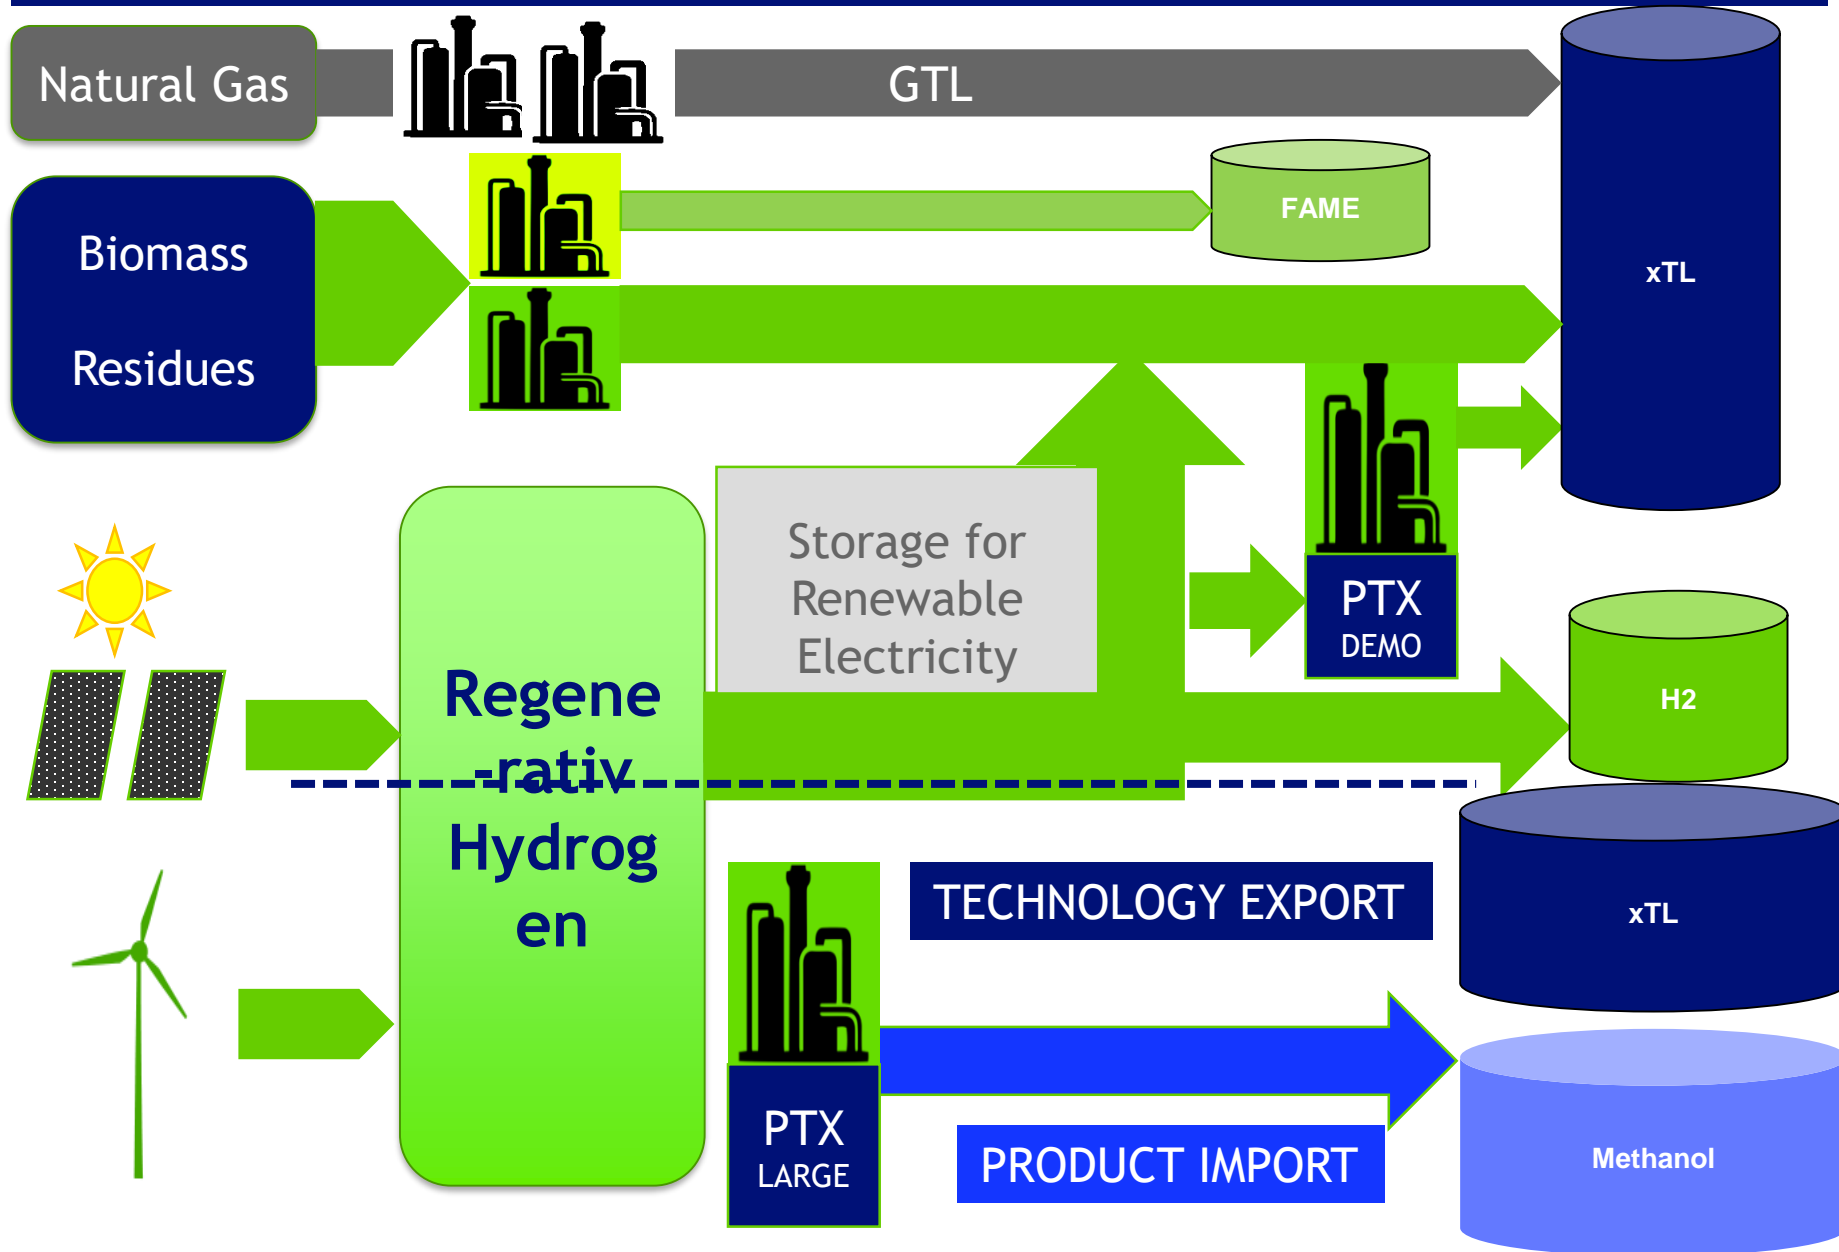 Natural Gas
GTL
FAME
xTL
Biomass
Residues
Storage for
Renewable
Electricity
PTX
DEMO
Regene
-rativ
Hydrog
en
H2
TECHNOLOGY EXPORT
xTL
PTX
LARGE
PRODUCT IMPORT
Methanol